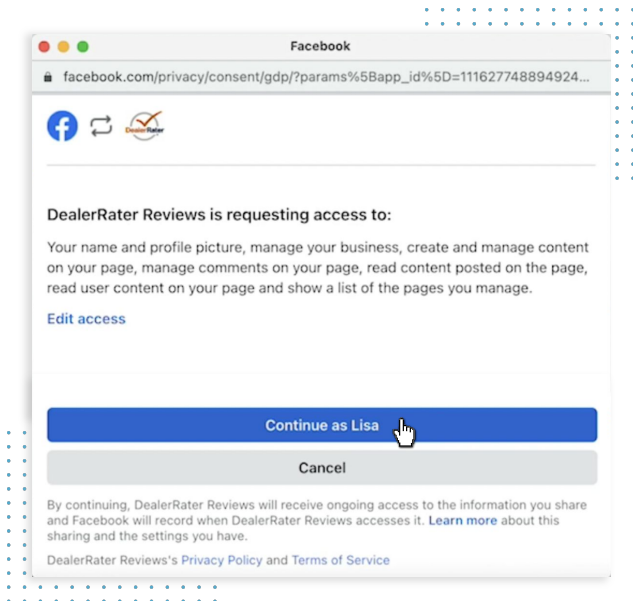 Facebook
facebook.com/privacy/consent/gdp/?params%5Bapp_id%5D=111627748894924...
DealerRater
DealerRater Reviews is requesting access to:
Your name and profile picture, manage your business, create and manage content
on your page, manage comments on your page, read content posted on the page,
read user content on your page and show a list of the pages you manage.
Edit access
Continue as Lisa
Cancel
By continuing, DealerRater Reviews will receive ongoing access to the information you share
and Facebook will record when DealerRater Reviews accesses it. Learn more about this
sharing and the settings you have.
DealerRater Reviews's Privacy Policy and Terms of Service